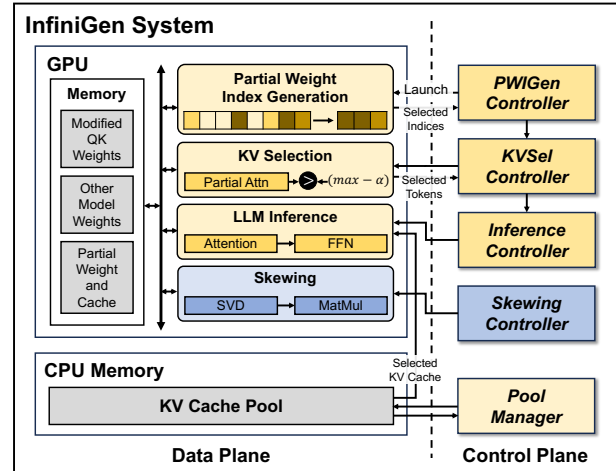 InfiniGen System
GPU
Memory
Modified
QK
Weights
Other
Model
Weights
Partial
Weight
and
Cache
Partial Weight
Index Generation
KV Selection
Partial Attn
>
(max − α)
LLM Inference
Attention
FFN
Skewing
SVD
MatMul
Launch
Selected
Indices
Selected
Tokens
PWIGen
Controller
KVSel
Controller
Inference
Controller
Skewing
Controller
CPU Memory
KV Cache Pool
Selected
KV Cache
Pool
Manager
Data Plane
Control Plane